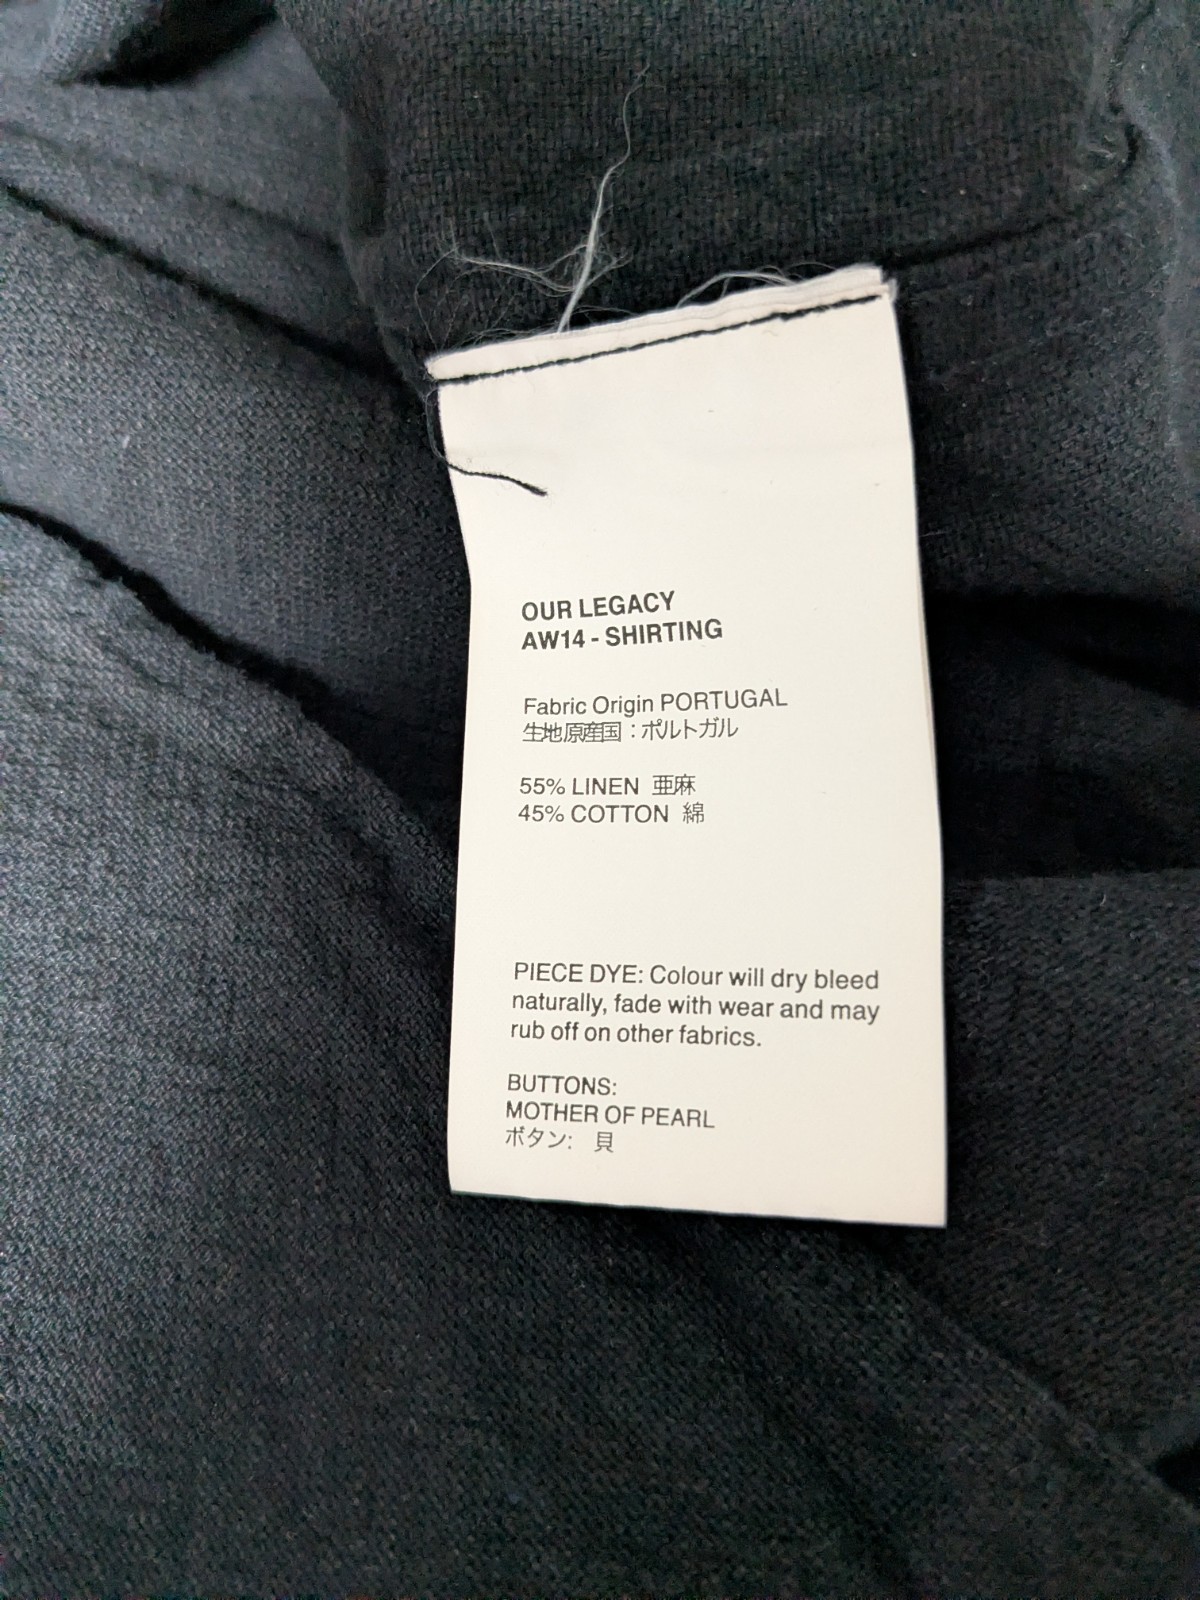 OUR LEGACY
AW14 - SHIRTING
Fabric Origin PORTUGAL
生地原産国：ポルトガル
55% LINEN 亜麻
45% COTTON 綿
PIECE DYE: Colour will dry bleed
naturally, fade with wear and may
rub off on other fabrics.
BUTTONS:
MOTHER OF PEARL
ボタン: 貝